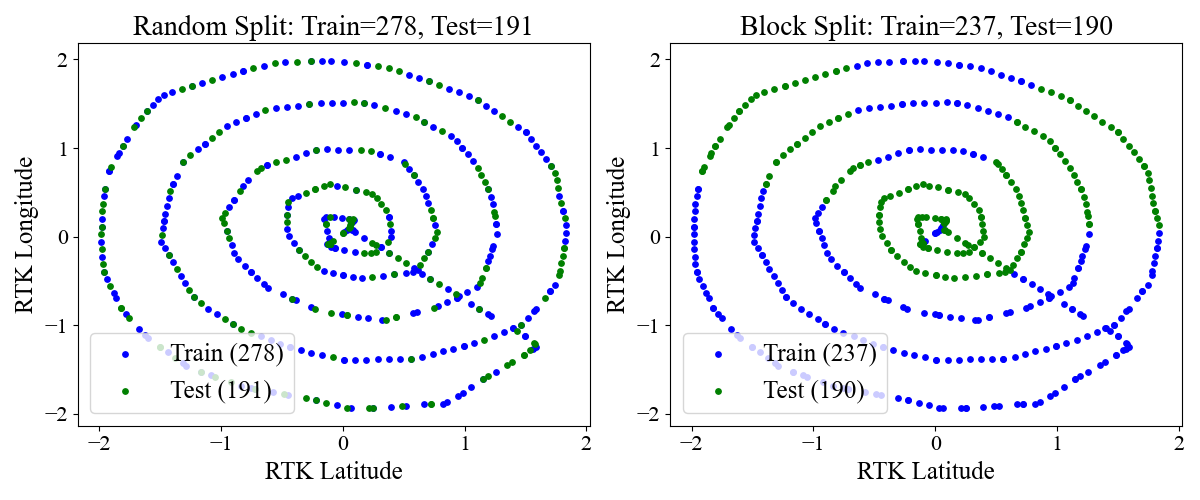 Random Split: Train=278, Test=191
RTK Longitude
2
1
0
−1
−2
Train (278)
Test (191)
−2
−1
0
1
2
RTK Latitude
Block Split: Train=237, Test=190
RTK Longitude
2
1
0
−1
−2
Train (237)
Test (190)
−2
−1
0
1
2
RTK Latitude